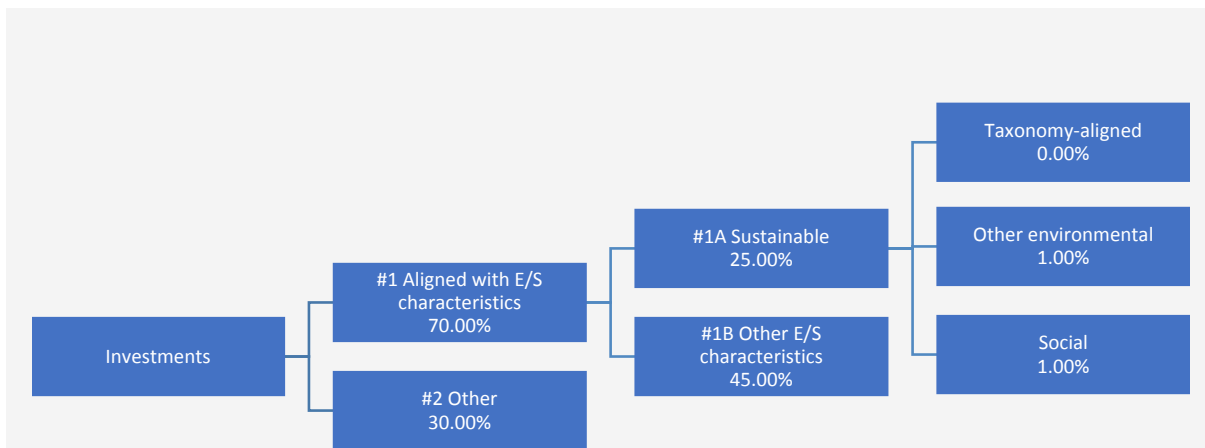 Investments
#1 Aligned with E/S
characteristics
70.00%
#2 Other
30.00%
#1A Sustainable
25.00%
#1B Other E/S
characteristics
45.00%
Taxonomy-aligned
0.00%
Other environmental
1.00%
Social
1.00%